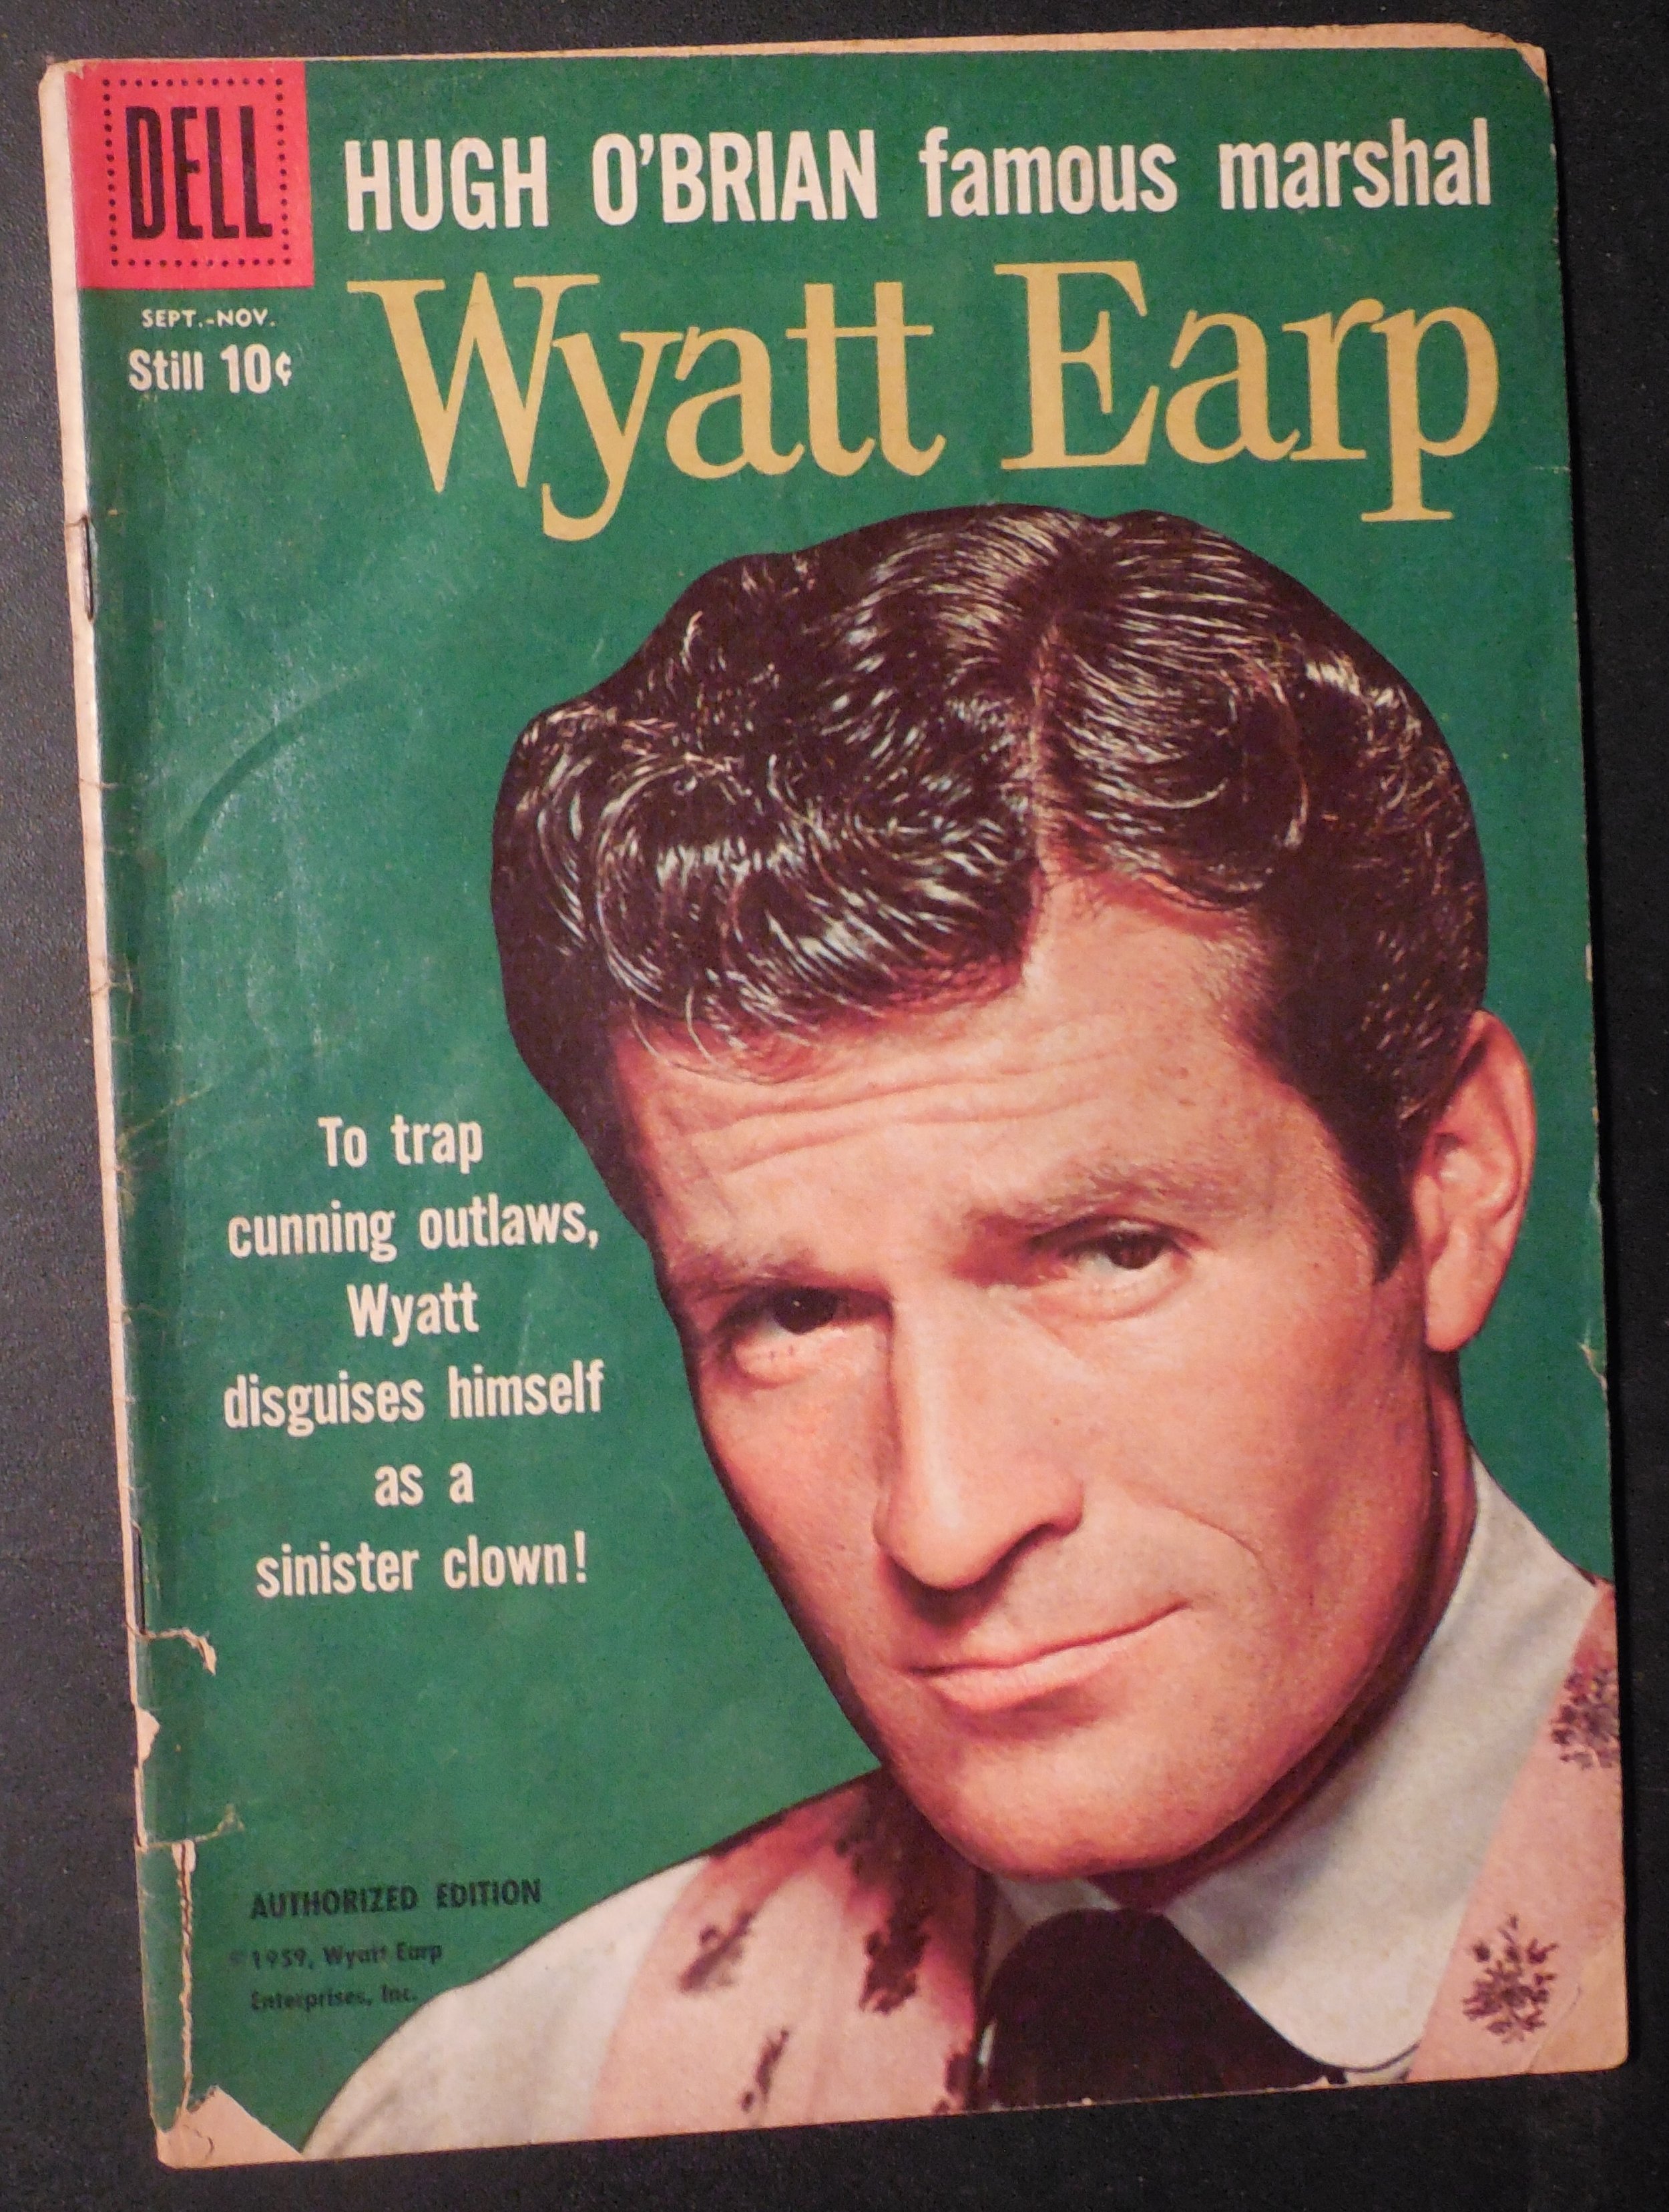 DELL
HUGH O'BRIAN famous marshal
SEPT.-NOV.
Still 10¢
Wyatt Earp
To trap
cunning outlaws,
Wyatt
disguises himself
as a
sinister clown!
AUTHORIZED EDITION
©1959, Wyatt Earp
Enterprises, Inc.